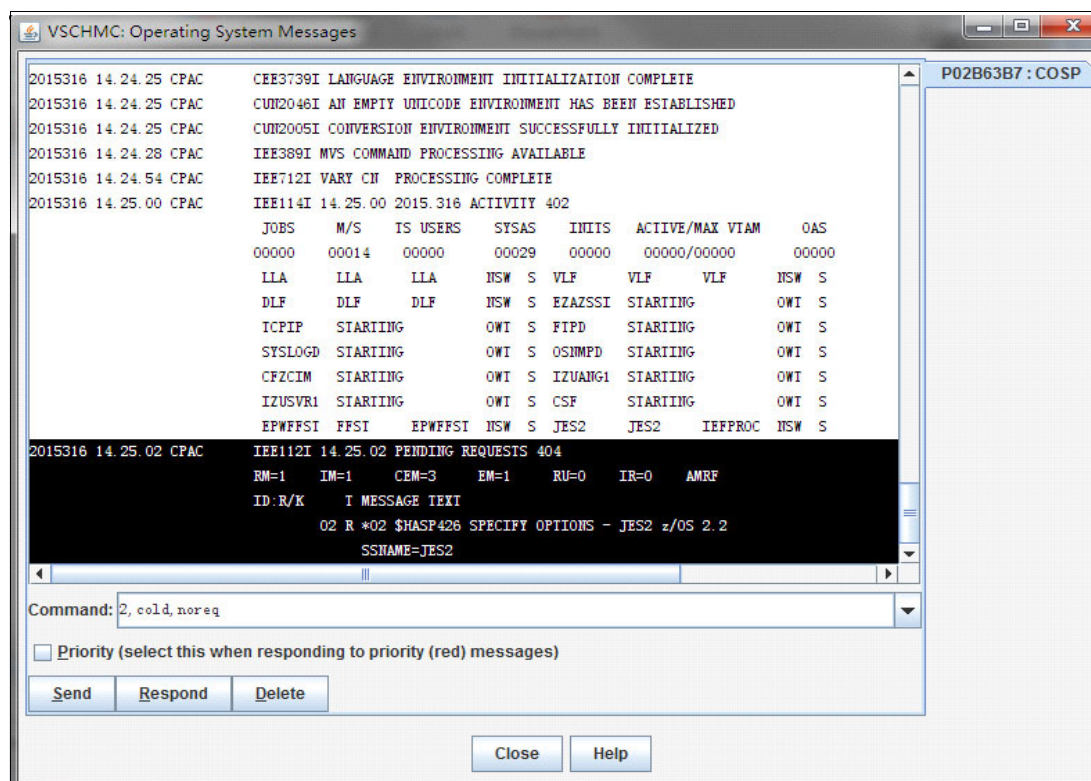 VSCHMC: Operating System Messages
P02B63B7 : COSP
2015316 14.24.25 CPAC CEE3739I LANGUAGE ENVIRONMENT INITIALIZATION COMPLETE
2015316 14.24.25 CPAC CUN2046I AN EMPTY UNICODE ENVIRONMENT HAS BEEN ESTABLISHED
2015316 14.24.25 CPAC CUN2005I CONVERSION ENVIRONMENT SUCCESSFULLY INITIALIZED
2015316 14.24.28 CPAC IEE389I MVS COMMAND PROCESSING AVAILABLE
2015316 14.24.54 CPAC IEE712I VARY CN PROCESSING COMPLETE
2015316 14.25.00 CPAC IEE114I 14.25.00 2015.316 ACTIVITY 402
JOBS M/S TS USERS SYSAS INITS ACTIVE/MAX VTAM OAS
00000 00014 00000 00029 00000 00000/00000 00000
LLA LLA LLA NSW S VLF VLF VLF NSW S
DLF DLF DLF NSW S EZAZSSI STARTING OWT S
TCPIP STARTING OWT S FTPD STARTING OWT S
SYSLOGD STARTING OWT S OSNMPD STARTING OWT S
CFZCIM STARTING OWT S IZUANG1 STARTING OWT S
IZUSVR1 STARTING OWT S CSF STARTING OWT S
EPWFFST FFST EPWFFST NSW S JES2 JES2 IEFPROC NSW S
2015316 14.25.02 CPAC IEE112I 14.25.02 PENDING REQUESTS 404
RM=1 IM=1 CEM=3 EM=1 RU=0 IR=0 AMRF
ID:R/K T MESSAGE TEXT
02 R *02 $HASP426 SPECIFY OPTIONS - JES2 z/OS 2.2
SSNAME=JES2
Command: 2, cold, noreq
Priority (select this when responding to priority (red) messages)
Send Respond Delete
Close Help